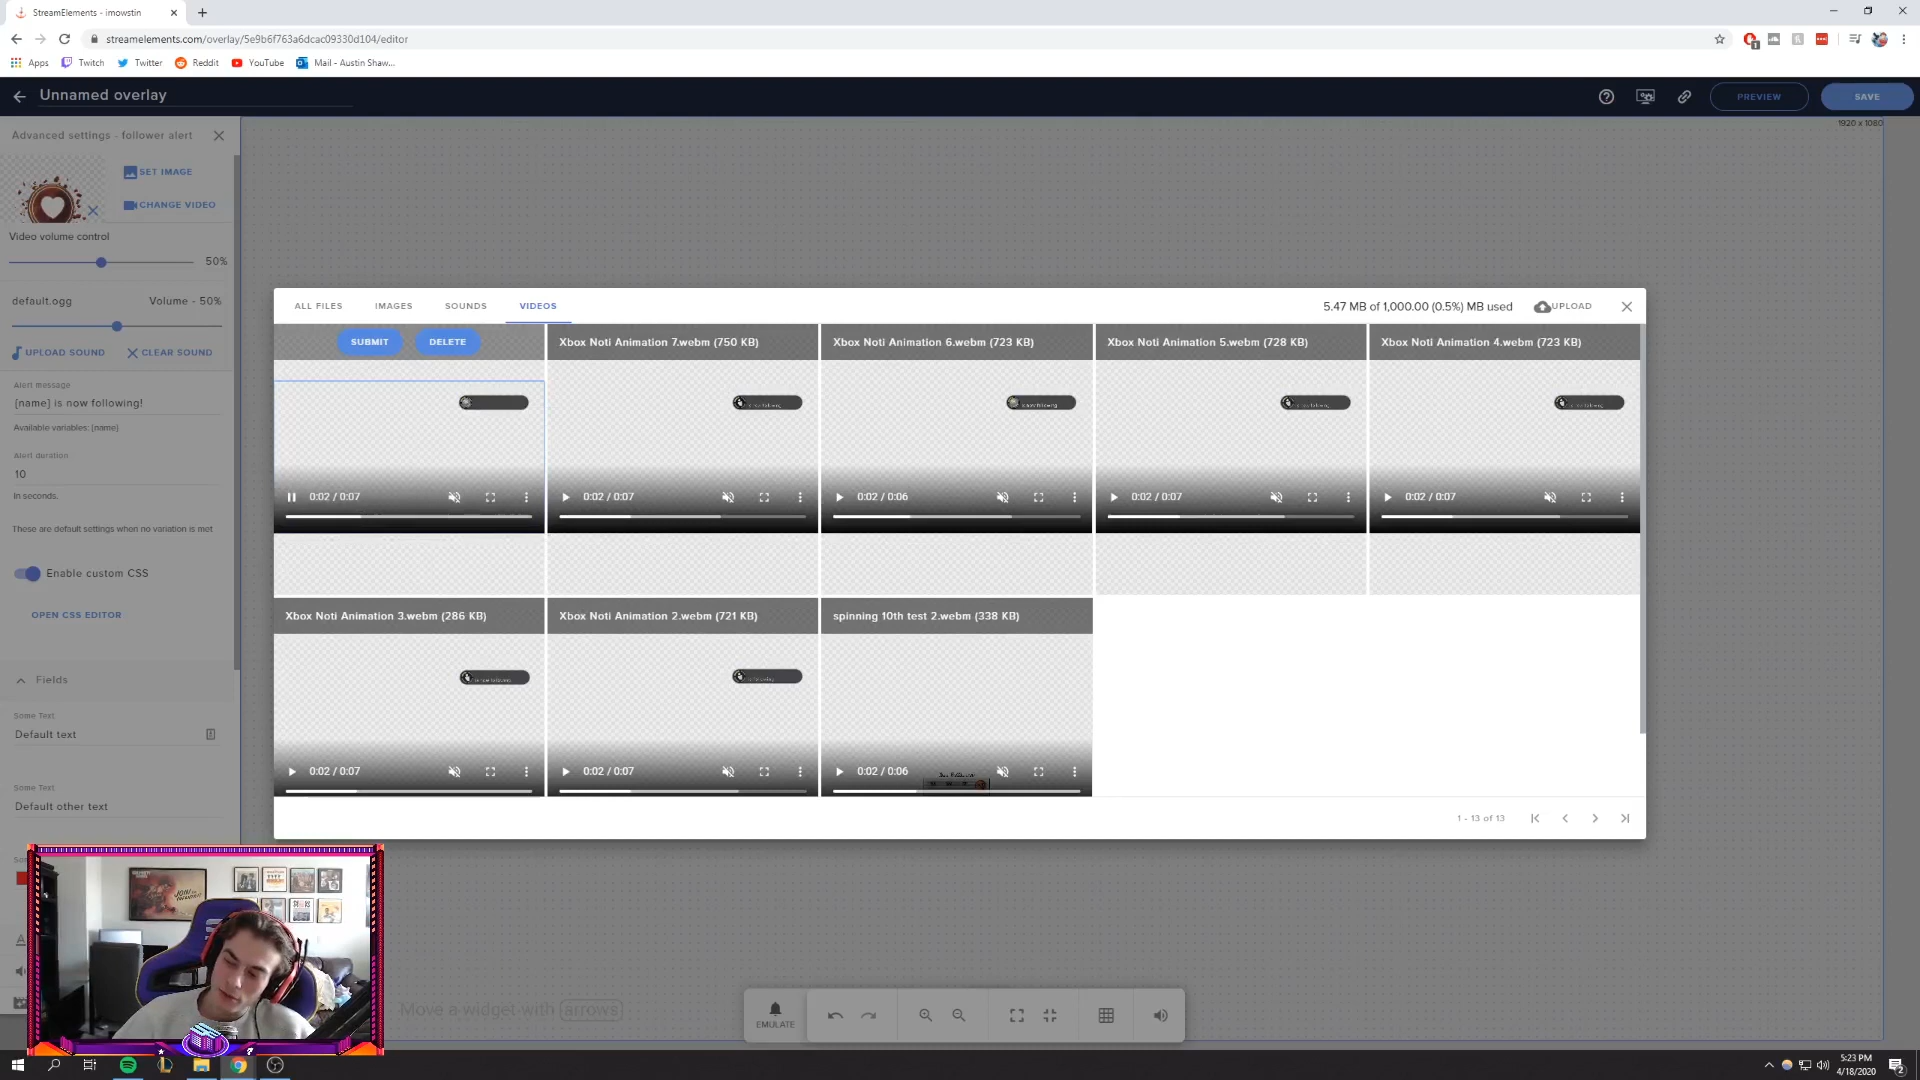 StreamElements - imowstin
streamelements.com/overlay/5e9b6f763a6dcac09330d104/editor
1
Apps
Twitch
Twitter
Reddit
YouTube
Mail - Austin Shaw...
Unnamed overlay
PREVIEW
SAVE
Advanced settings - follower alert
1920 x 1080
SET IMAGE
CHANGE VIDEO
Video volume control
50%
default.ogg
Volume - 50%
UPLOAD SOUND
CLEAR SOUND
Alert message
{name} is now following!
Available variables: {name}
Alert duration
10
In seconds.
These are default settings when no variation is met
Enable custom CSS
OPEN CSS EDITOR
Fields
Some Text
Default text
Some Text
Default other text
ALL FILES
IMAGES
SOUNDS
VIDEOS
5.47 MB of 1,000.00 (0.5%) MB used
UPLOAD
SUBMIT
DELETE
Xbox Noti Animation 7.webm (750 KB)
Xbox Noti Animation 6.webm (723 KB)
Xbox Noti Animation 5.webm (728 KB)
Xbox Noti Animation 4.webm (723 KB)
0:02 / 0:07
0:02 / 0:07
0:02 / 0:06
0:02 / 0:07
0:02 / 0:07
Xbox Noti Animation 3.webm (286 KB)
Xbox Noti Animation 2.webm (721 KB)
spinning 10th test 2.webm (338 KB)
0:02 / 0:07
0:02 / 0:07
0:02 / 0:06
1 - 13 of 13
Move a widget with arrows
EMULATE
5:23 PM
4/18/2020
2